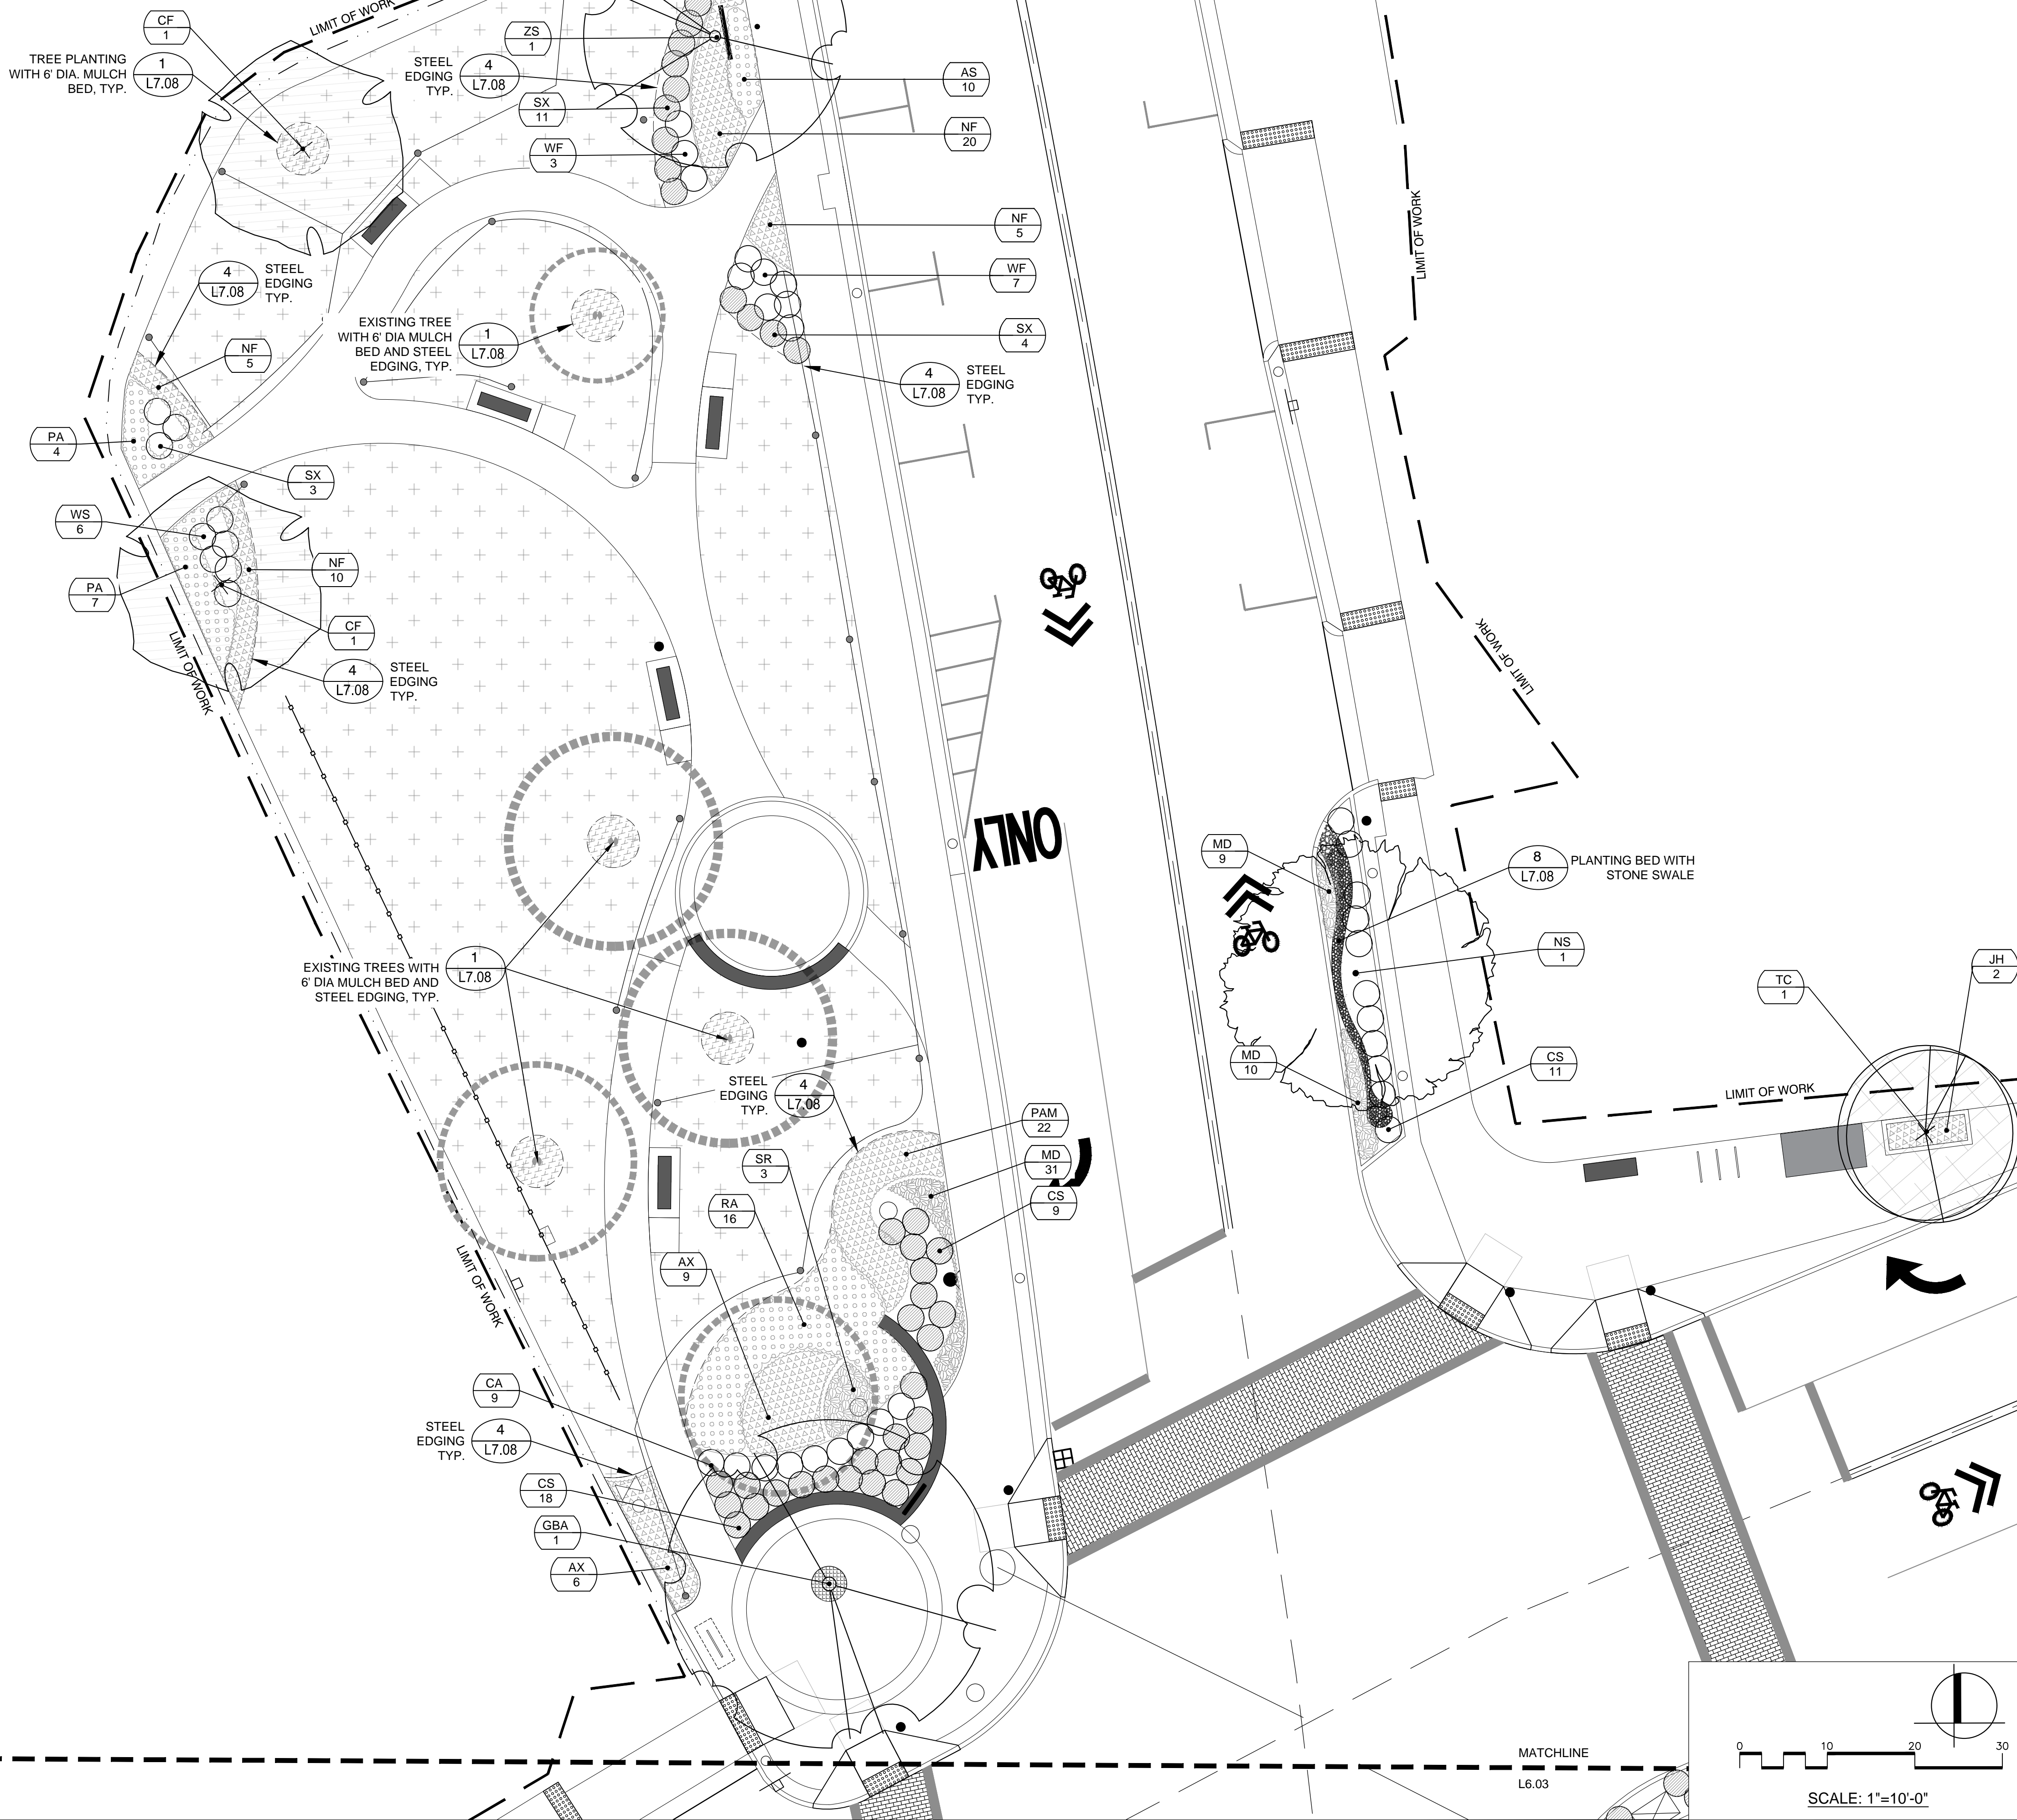 LIMIT OF WORK
CF
1
TREE PLANTING
WITH 6' DIA. MULCH
BED, TYP.
1
L7.08
ZS
1
STEEL
EDGING
TYP.
4
L7.08
SX
11
WF
3
AS
10
NF
20
NF
5
WF
7
SX
4
4
L7.08
STEEL
EDGING
TYP.
LIMIT OF WORK
4
L7.08
STEEL
EDGING
TYP.
EXISTING TREE
WITH 6' DIA MULCH
BED AND STEEL
EDGING, TYP.
1
L7.08
NF
5
PA
4
SX
3
WS
6
NF
10
PA
7
CF
1
4
L7.08
STEEL
EDGING
TYP.
LIMIT OF WORK
LIMIT OF WORK
ONLY
MD
9
8
L7.08
PLANTING BED WITH
STONE SWALE
NS
1
EXISTING TREES WITH
6' DIA MULCH BED AND
STEEL EDGING, TYP.
1
L7.08
TC
1
JH
2
MD
10
CS
11
LIMIT OF WORK
STEEL
EDGING
TYP.
4
L7.08
PAM
22
MD
31
CS
9
SR
3
RA
16
AX
9
LIMIT OF WORK
CA
9
STEEL
EDGING
TYP.
4
L7.08
CS
18
GBA
1
AX
6
MATCHLINE
L6.03
0 10 20 30
SCALE: 1"=10'-0"